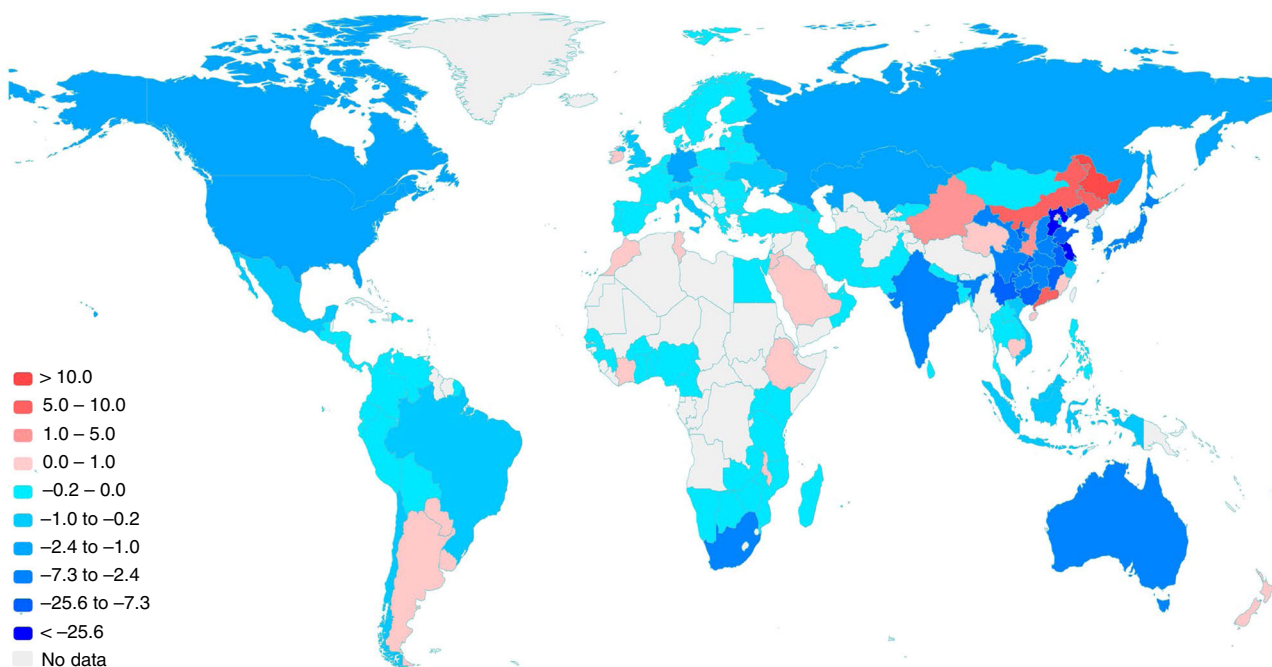 > 10.0
5.0 – 10.0
1.0 – 5.0
0.0 – 1.0
–0.2 – 0.0
–1.0 to –0.2
–2.4 to –1.0
–7.3 to –2.4
–25.6 to –7.3
< –25.6
No data